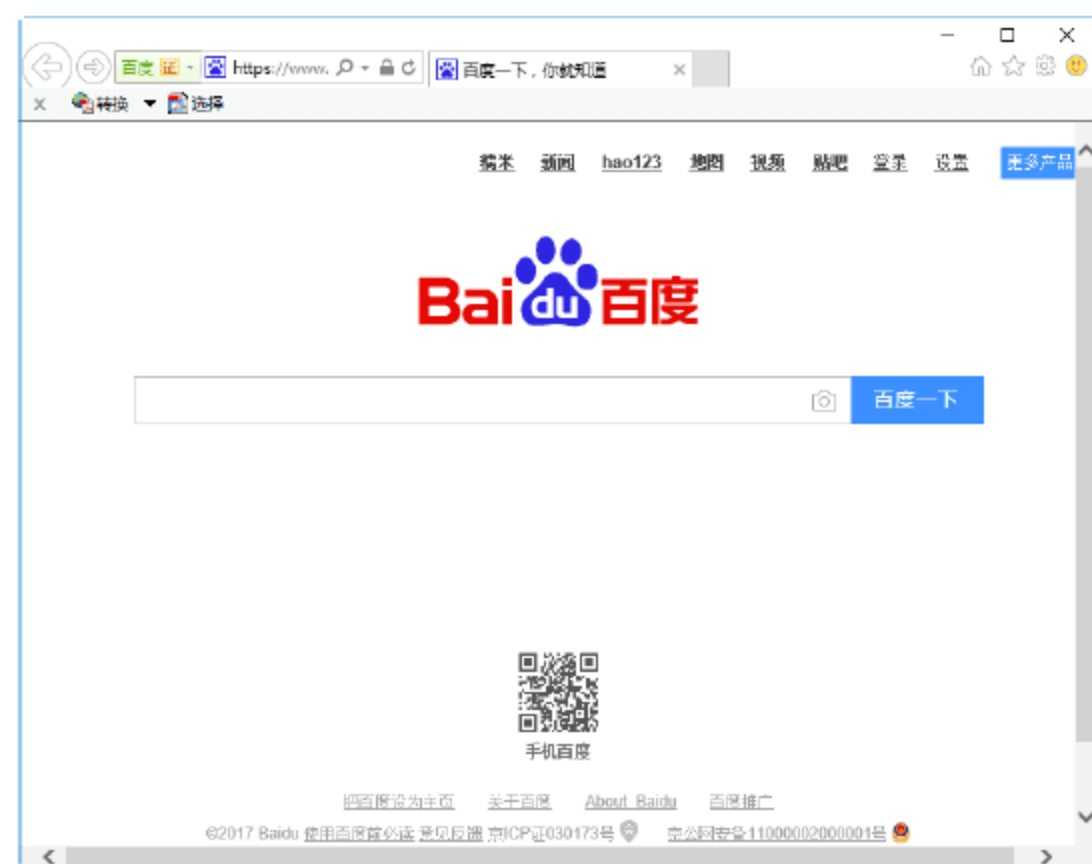 百度 证 https://www. 百度一下，你就知道
x 转换 选择
糯米 新闻 hao123 地图 视频 贴吧 登录 设置 更多产品
Bai du 百度
百度一下
手机百度
把百度设为主页 关于百度 About Baidu 百度推广
©2017 Baidu 使用百度前必读 意见反馈 京ICP证030173号 京公网安备11000002000001号